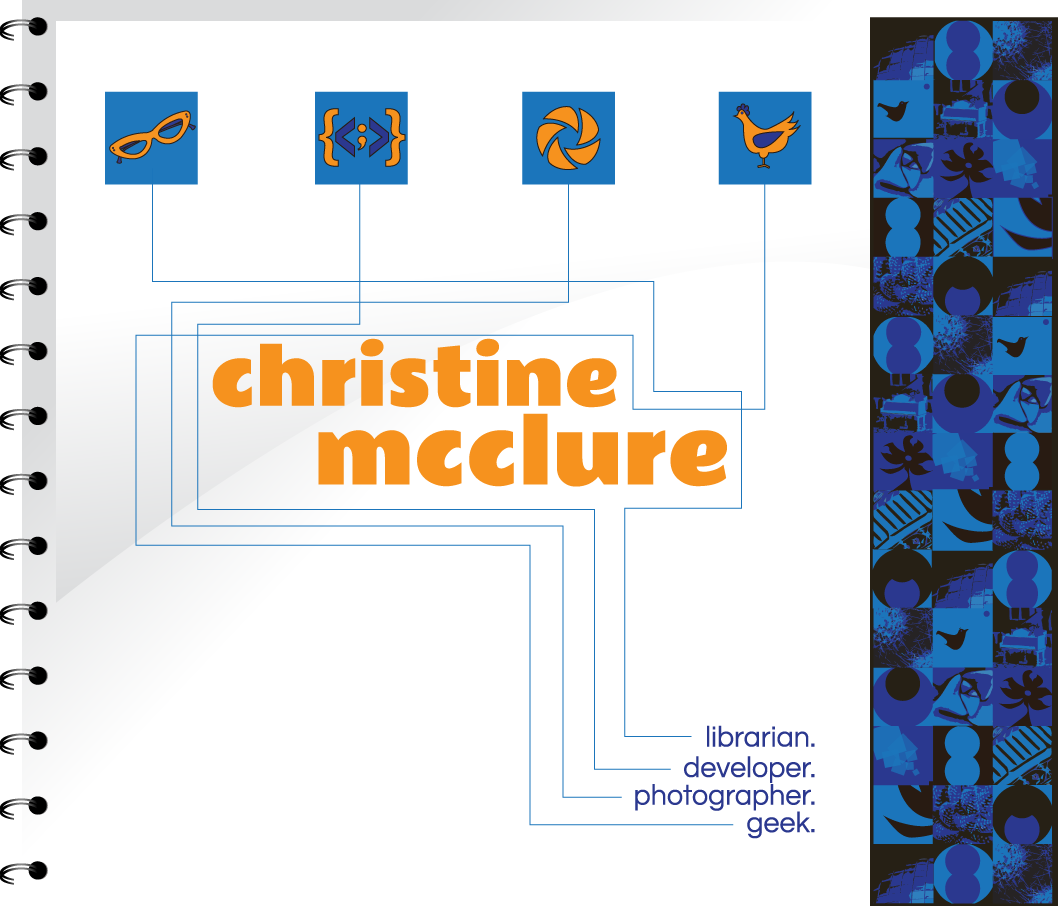 {<;>}
christine
mcclure
librarian.
developer.
photographer.
geek.